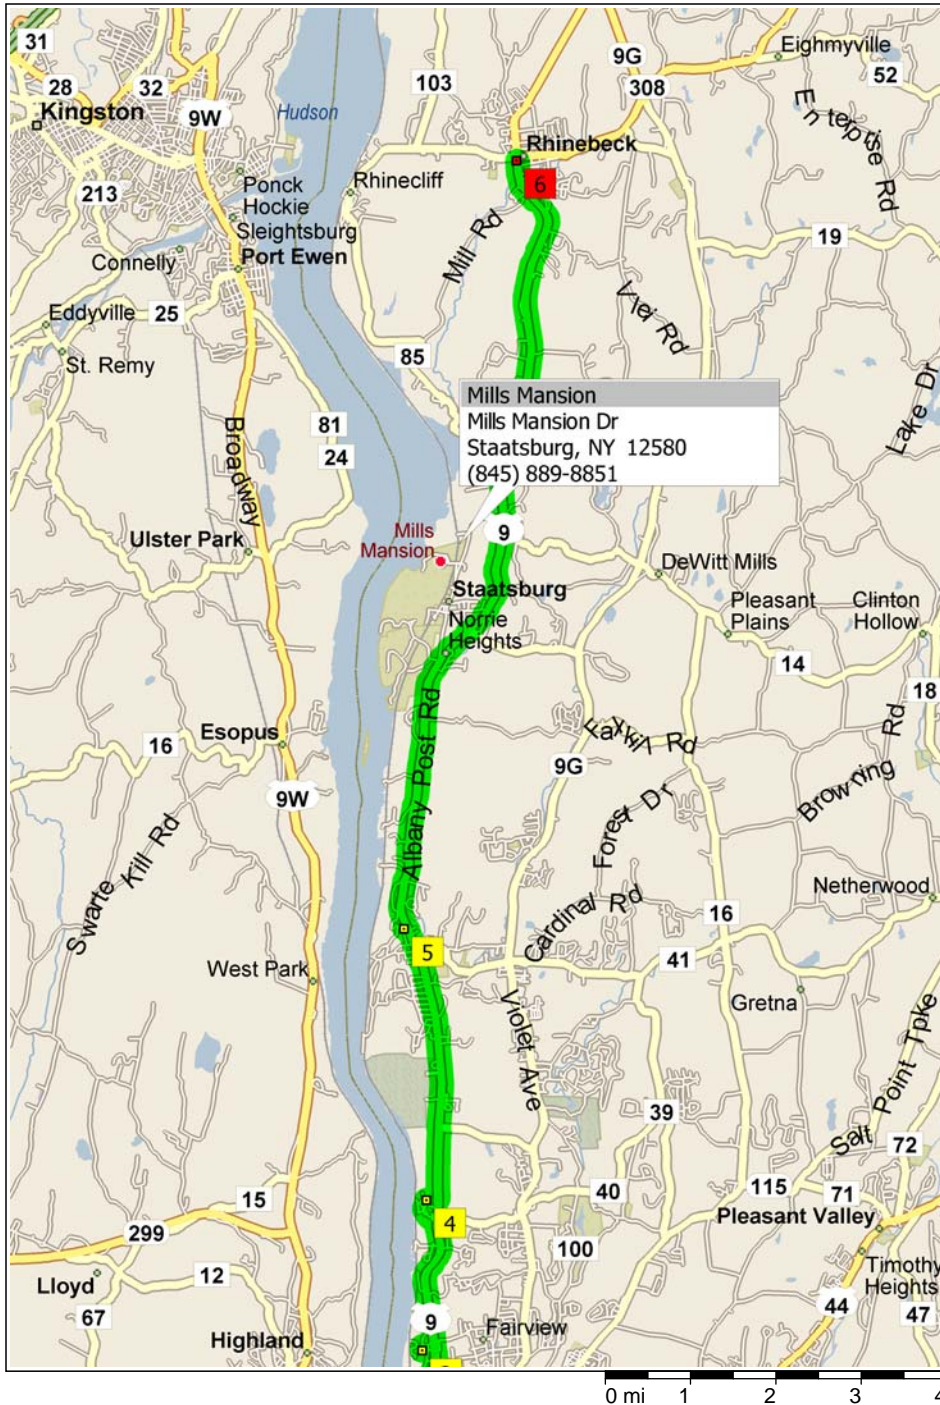 31
28
32
Kingston
9W
Hudson
103
9G
308
Eighmyville
52
Enterprise Rd
213
Ponck
Hockie
Sleightsburg
Port Ewen
Connelly
Rhinecliff
Rhinebeck
6
Mill Rd
19
Vlei Rd
Eddyville
25
St. Remy
85
Mills Mansion
Mills Mansion Dr
Staatsburg, NY 12580
(845) 889-8851
Lake Dr
81
24
Broadway
Ulster Park
Mills
Mansion
9
Staatsburg
Norrie
Heights
DeWitt Mills
Pleasant
Plains
Clinton
Hollow
14
18
Esopus
16
9W
Albany Post Rd
9G
Rd
Forest Dr
Browning Rd
Swarte Kill Rd
Cardinal Rd
Netherwood
16
West Park
5
41
Gretna
Violet Ave
Salt Point Tpke
39
72
15
299
4
40
115
71
Pleasant Valley
100
Lloyd
12
67
Highland
9
Fairview
Timothy
Heights
44
47
0 mi 1 2 3 4